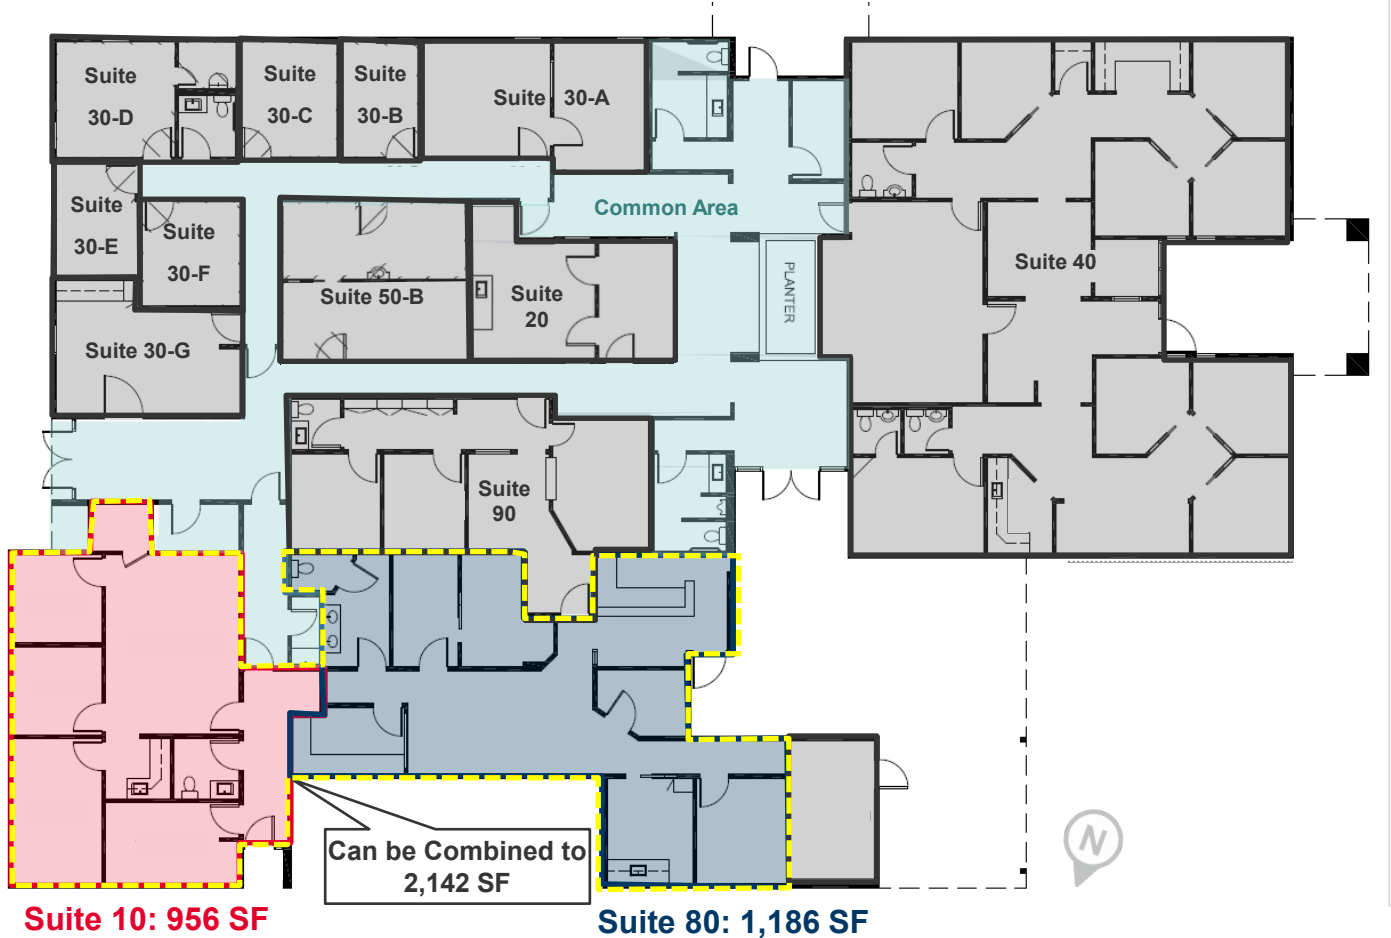 Suite
30-D
Suite
30-C
Suite
30-B
Suite 30-A
Suite
30-E
Suite
30-F
Common Area
Suite 50-B
Suite
20
PLANTER
Suite 40
Suite 30-G
Suite
90
Can be Combined to
2,142 SF
N
Suite 10: 956 SF
Suite 80: 1,186 SF